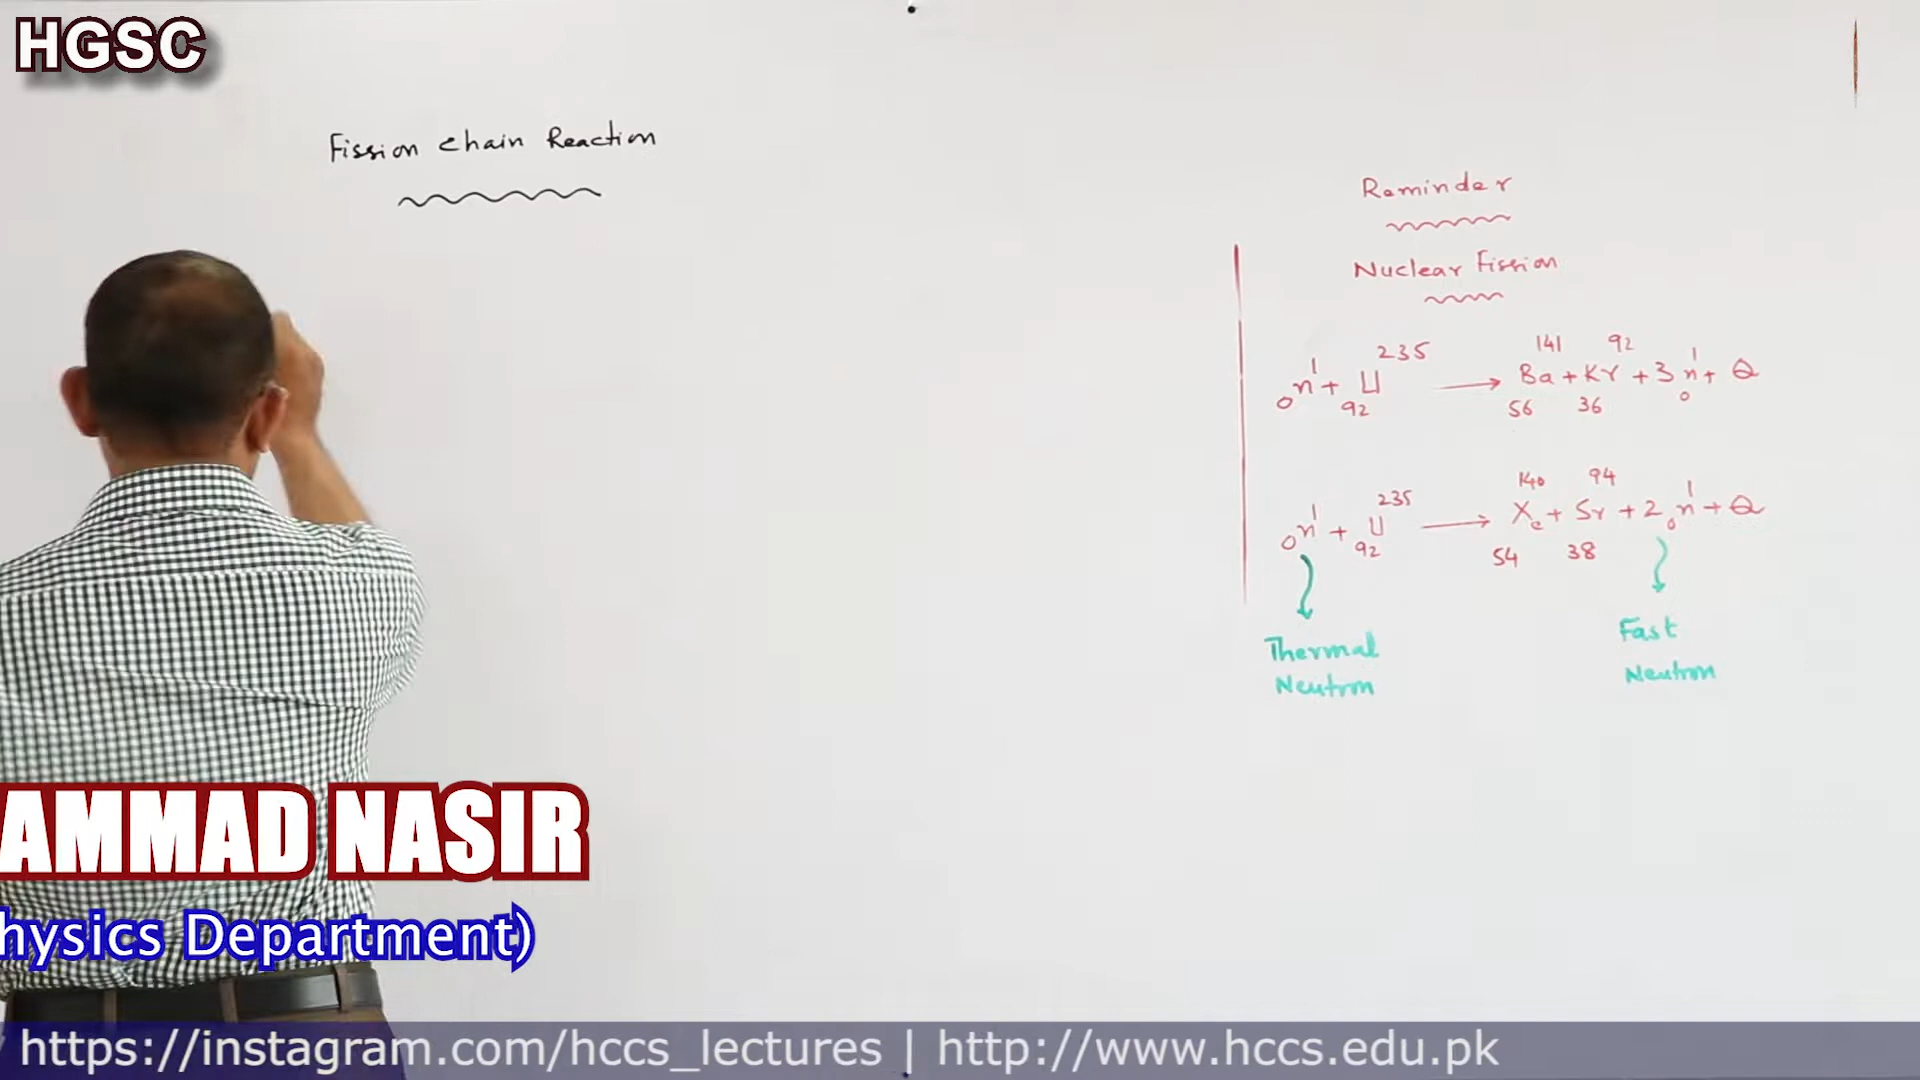 HGSC
Fission chain Reaction
Reminder
Nuclear Fission
₀n¹ + ₉₂U²³⁵ → ₅₆Ba¹⁴¹ + ₃₆Kr⁹² + 3 ₀n¹ + Q
₀n¹ + ₉₂U²³⁵ → ₅₄Xe¹⁴⁰ + ₃₈Sr⁹⁴ + 2 ₀n¹ + Q
Thermal
Neutron
Fast
Neutron
AMMAD NASIR
hysics Department)
https://instagram.com/hccs_lectures | http://www.hccs.edu.pk